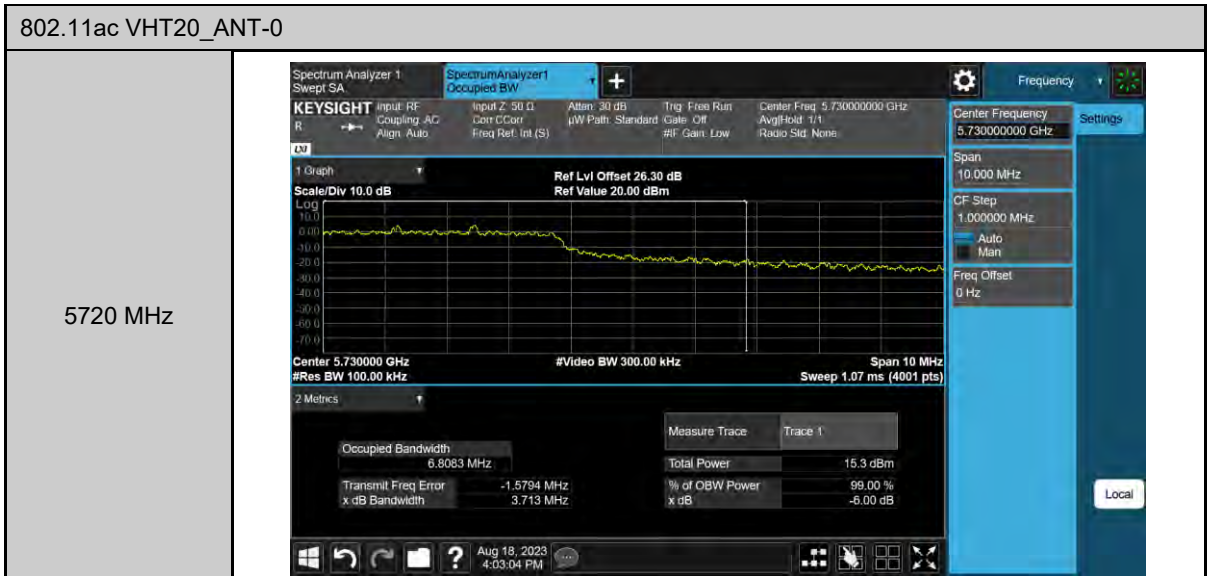 802.11ac VHT20_ANT-0
5720 MHz
Spectrum Analyzer 1
Swept SA
SpectrumAnalyzer1
Occupied BW
+
Frequency
KEYSIGHT
R
LXI
Input: RF
Coupling: AC
Align: Auto
Input Z: 50 Ω
Corr CCorr
Freq Ref: Int (S)
Atten: 30 dB
µW Path: Standard
Trig: Free Run
Gate: Off
#IF Gain: Low
Center Freq: 5.730000000 GHz
Avg|Hold: 1/1
Radio Std: None
Center Frequency
5.730000000 GHz
Settings
Span
10.000 MHz
CF Step
1.000000 MHz
Auto
Man
Freq Offset
0 Hz
Local
1 Graph
Scale/Div 10.0 dB
Ref Lvl Offset 26.30 dB
Ref Value 20.00 dBm
Log
10.0
0.00
-10.0
-20.0
-30.0
-40.0
-50.0
-60.0
-70.0
Center 5.730000 GHz
#Video BW 300.00 kHz
Span 10 MHz
#Res BW 100.00 kHz
Sweep 1.07 ms (4001 pts)
2 Metrics
Measure Trace Trace 1
Occupied Bandwidth
6.8083 MHz
Total Power 15.3 dBm
Transmit Freq Error -1.5794 MHz
% of OBW Power 99.00 %
x dB Bandwidth 3.713 MHz
x dB -6.00 dB
?
Aug 18, 2023
4:03:04 PM